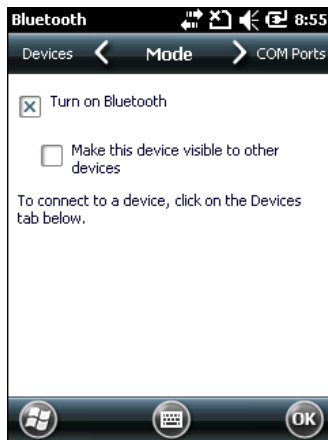 Bluetooth 8:55
Devices Mode COM Ports
Turn on Bluetooth
Make this device visible to other
devices
To connect to a device, click on the Devices
tab below.
OK